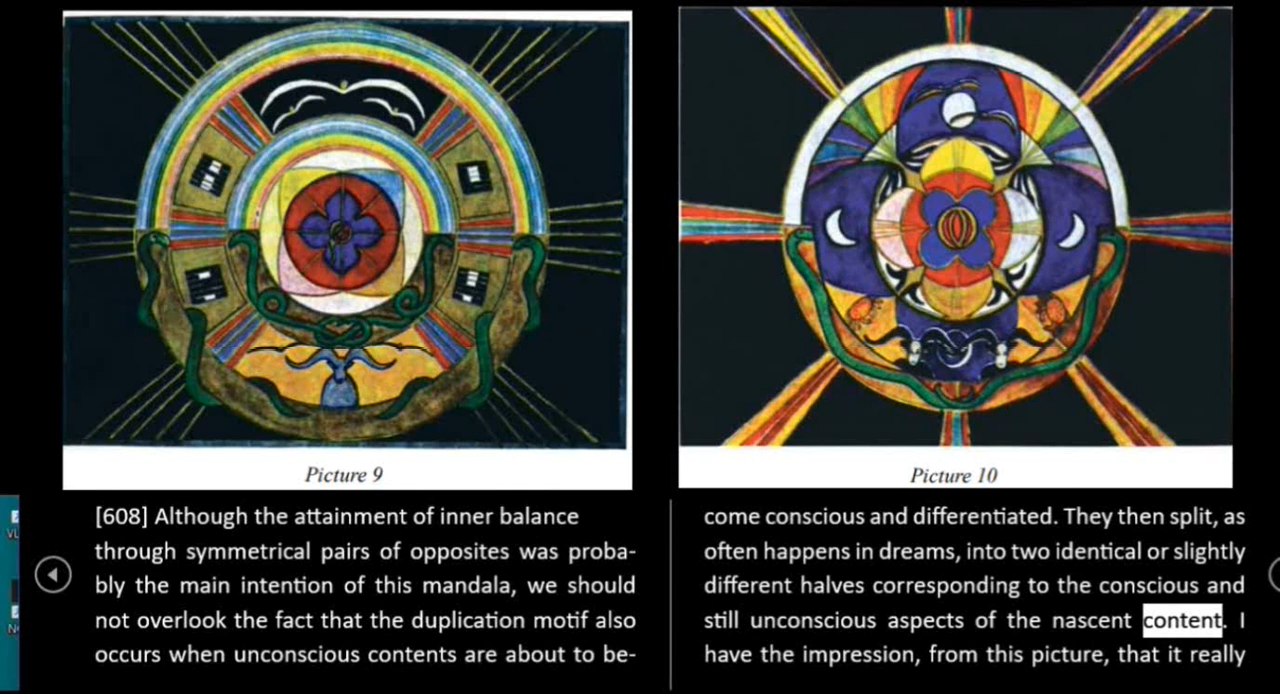 Picture 9
Picture 10
[608] Although the attainment of inner balance
through symmetrical pairs of opposites was proba-
bly the main intention of this mandala, we should
not overlook the fact that the duplication motif also
occurs when unconscious contents are about to be-
come conscious and differentiated. They then split, as
often happens in dreams, into two identical or slightly
different halves corresponding to the conscious and
still unconscious aspects of the nascent content. I
have the impression, from this picture, that it really
VL